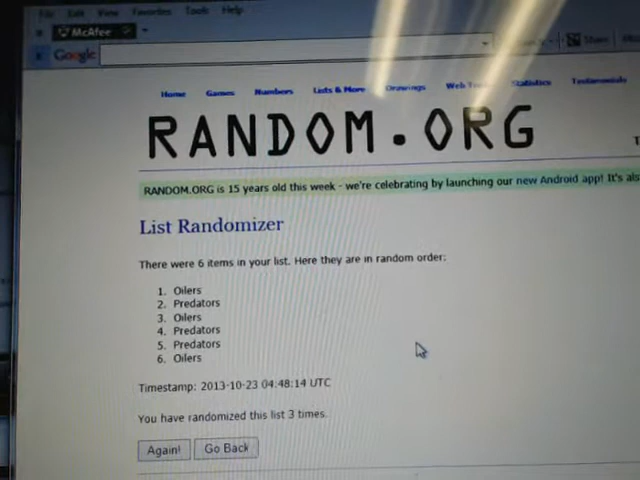 File Edit View Favorites Tools Help
McAfee
Google
Share
Home Games Numbers Lists & More Drawings Web Statistics Testimonials
RANDOM.ORG
RANDOM.ORG is 15 years old this week - we're celebrating by launching our new Android app! It's als
List Randomizer
There were 6 items in your list. Here they are in random order:
1. Oilers
2. Predators
3. Oilers
4. Predators
5. Predators
6. Oilers
Timestamp: 2013-10-23 04:48:14 UTC
You have randomized this list 3 times.
Again! Go Back